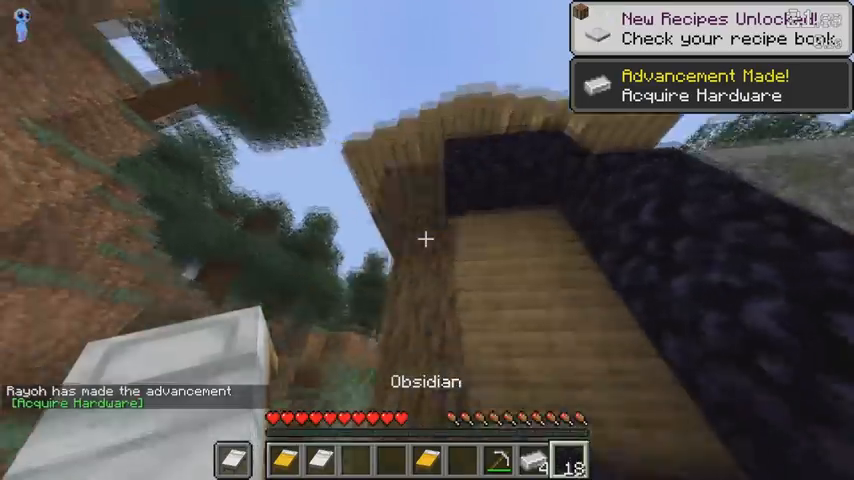 New Recipes Unlocked!
Check your recipe book
Advancement Made!
Acquire Hardware
Obsidian
Rayoh has made the advancement
[Acquire Hardware]
4
18